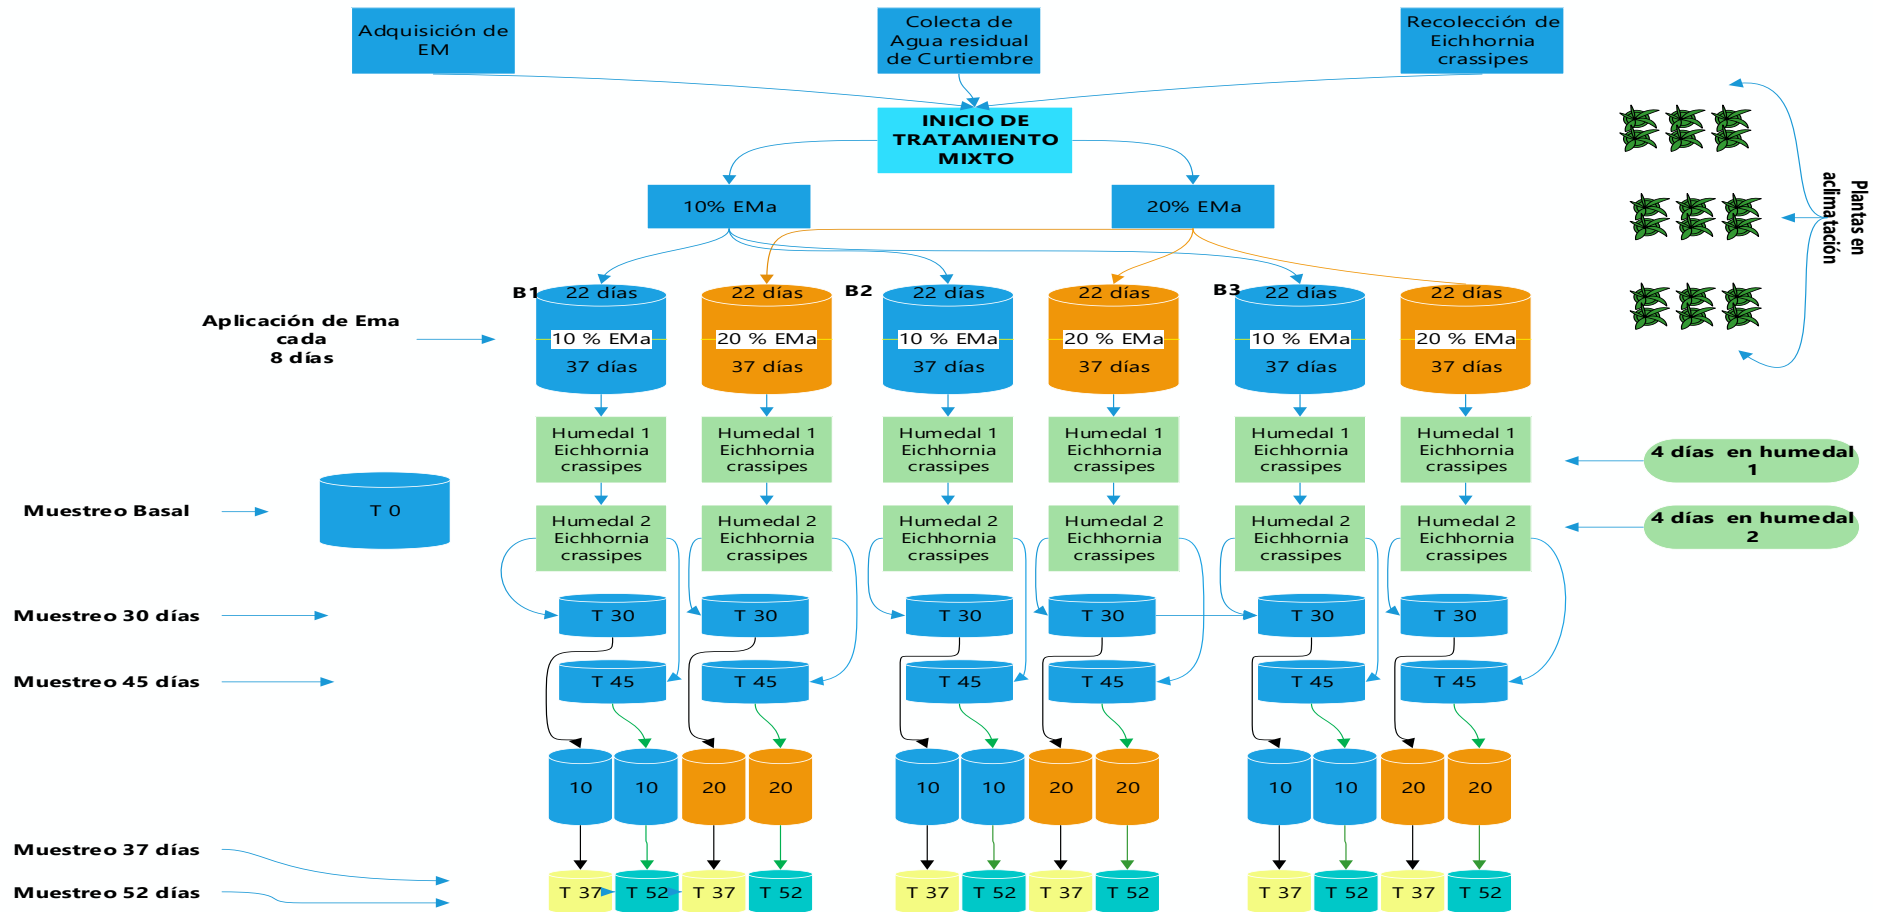 Adquisición de
EM
Colecta de
Agua residual
de Curtiembre
Recolección de
Eichhornia
crassipes
INICIO DE
TRATAMIENTO
MIXTO
10% EMa
20% EMa
Plantas en
aclimatación
B1
22 días
10 % EMa
37 días
22 días
20 % EMa
37 días
B2
22 días
10 % EMa
37 días
22 días
20 % EMa
37 días
B3
22 días
10 % EMa
37 días
22 días
20 % EMa
37 días
Aplicación de Ema
cada
8 días
Humedal 1
Eichhornia
crassipes
Humedal 1
Eichhornia
crassipes
Humedal 1
Eichhornia
crassipes
Humedal 1
Eichhornia
crassipes
Humedal 1
Eichhornia
crassipes
Humedal 1
Eichhornia
crassipes
4 días  en humedal
1
Muestreo Basal
T 0
Humedal 2
Eichhornia
crassipes
Humedal 2
Eichhornia
crassipes
Humedal 2
Eichhornia
crassipes
Humedal 2
Eichhornia
crassipes
Humedal 2
Eichhornia
crassipes
Humedal 2
Eichhornia
crassipes
4 días  en humedal
2
Muestreo 30 días
T 30
T 30
T 30
T 30
T 30
T 30
Muestreo 45 días
T 45
T 45
T 45
T 45
T 45
T 45
10
10
20
20
10
10
20
20
10
10
20
20
Muestreo 37 días
Muestreo 52 días
T 37
T 52
T 37
T 52
T 37
T 52
T 37
T 52
T 37
T 52
T 37
T 52